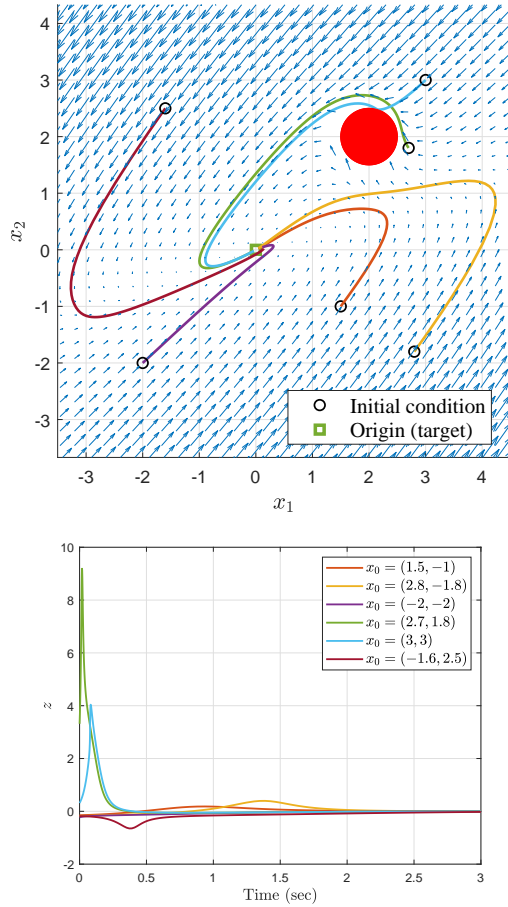 4
3
2
1
0
-1
-2
-3
x₂
Initial condition
Origin (target)
-3 -2 -1 0 1 2 3 4
x₁
10
8
6
4
2
0
-2
z
x₀ = (1.5, −1)
x₀ = (2.8, −1.8)
x₀ = (−2, −2)
x₀ = (2.7, 1.8)
x₀ = (3, 3)
x₀ = (−1.6, 2.5)
0 0.5 1 1.5 2 2.5 3
Time (sec)